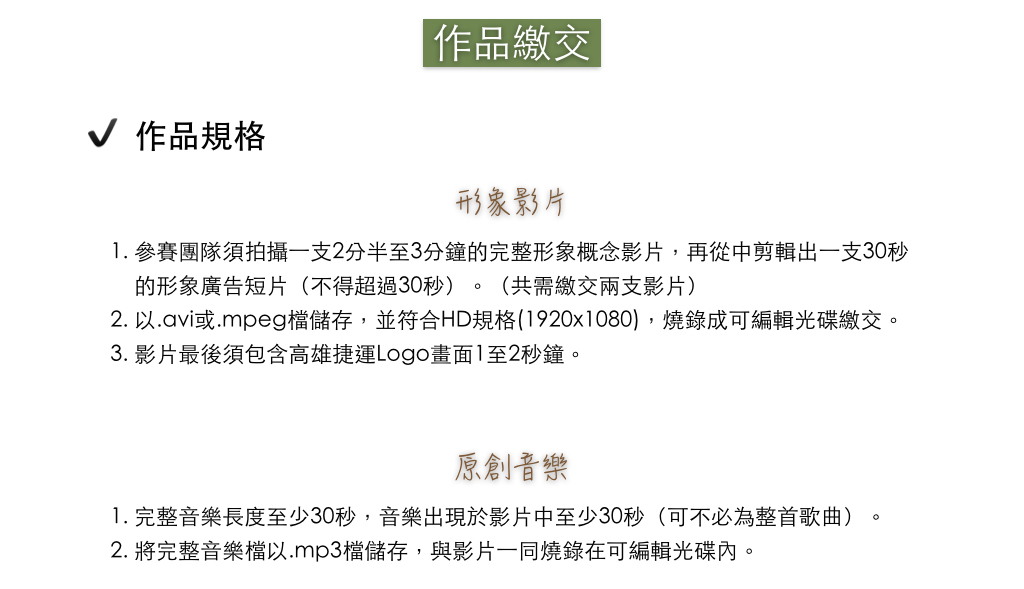 作品繳交
作品規格
形象影片
1. 參賽團隊須拍攝一支2分半至3分鐘的完整形象概念影片，再從中剪輯出一支30秒
的形象廣告短片（不得超過30秒）。（共需繳交兩支影片）
2. 以.avi或.mpeg檔儲存，並符合HD規格(1920x1080)，燒錄成可編輯光碟繳交。
3. 影片最後須包含高雄捷運Logo畫面1至2秒鐘。
原創音樂
1. 完整音樂長度至少30秒，音樂出現於影片中至少30秒（可不必為整首歌曲）。
2. 將完整音樂檔以.mp3檔儲存，與影片一同燒錄在可編輯光碟內。